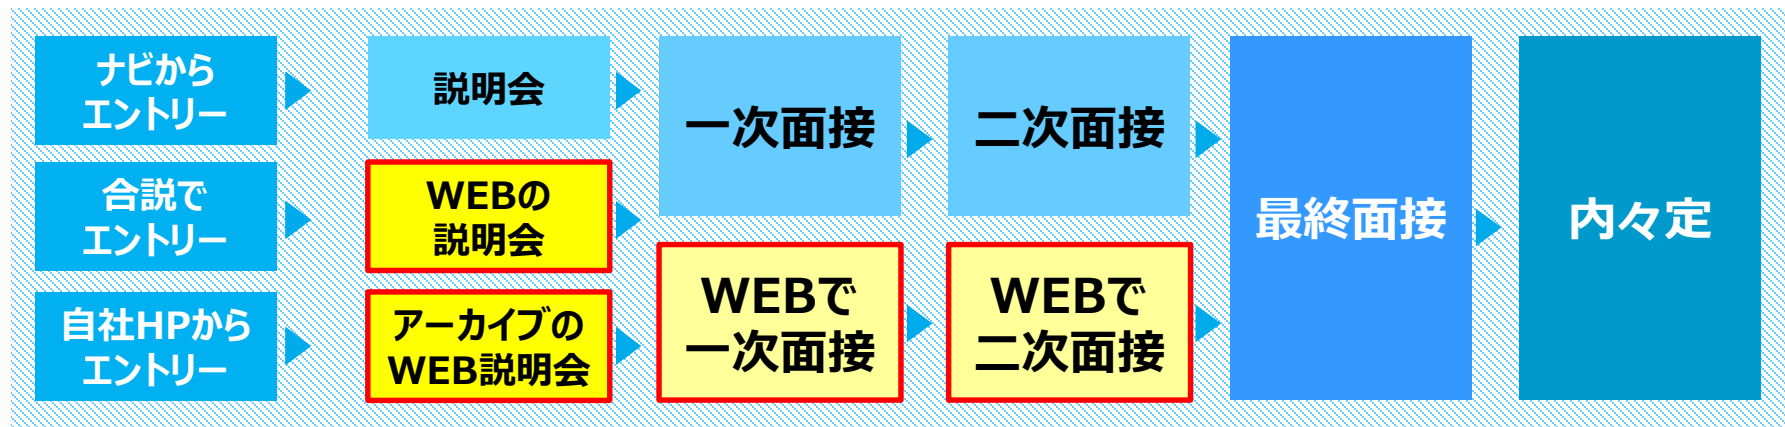 ナビから
エントリー
合説で
エントリー
自社HPから
エントリー
説明会
WEBの
説明会
アーカイブの
WEB説明会
一次面接
WEBで
一次面接
二次面接
WEBで
二次面接
最終面接
内々定